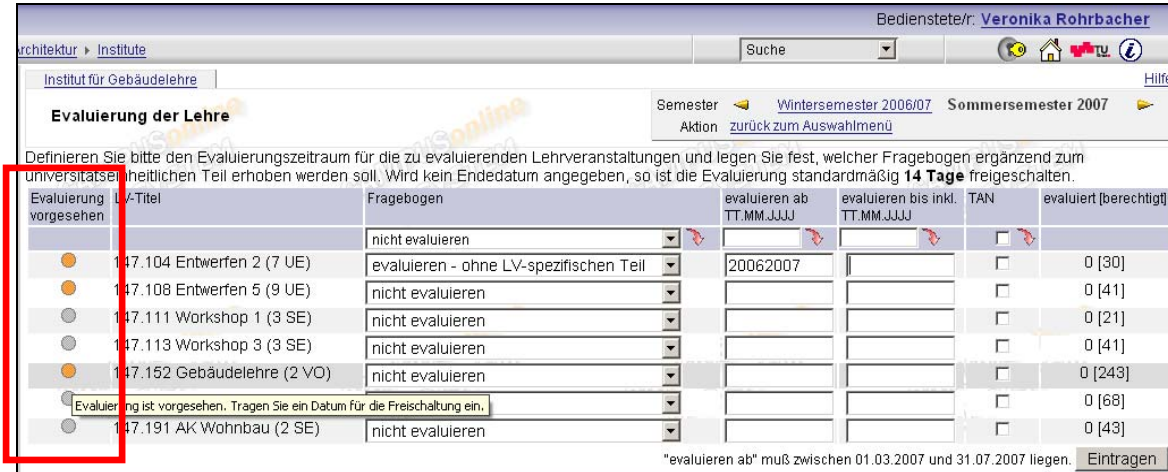 Bedienstete/r: Veronika Rohrbacher
rchitektur ▸ Institute Suche TU
Institut für Gebäudelehre Hilfe
Evaluierung der Lehre Semester Wintersemester 2006/07 Sommersemester 2007
Aktion zurück zum Auswahlmenü
Definieren Sie bitte den Evaluierungszeitraum für die zu evaluierenden Lehrveranstaltungen und legen Sie fest, welcher Fragebogen ergänzend zum
universitätseinheitlichen Teil erhoben werden soll. Wird kein Endedatum angegeben, so ist die Evaluierung standardmäßig 14 Tage freigeschalten.
Evaluierung LV-Titel Fragebogen evaluieren ab evaluieren bis inkl. TAN evaluiert [berechtigt]
vorgesehen TT.MM.JJJJ TT.MM.JJJJ
nicht evaluieren
147.104 Entwerfen 2 (7 UE) evaluieren - ohne LV-spezifischen Teil 20062007 0 [30]
147.108 Entwerfen 5 (9 UE) nicht evaluieren 0 [41]
147.111 Workshop 1 (3 SE) nicht evaluieren 0 [21]
147.113 Workshop 3 (3 SE) nicht evaluieren 0 [41]
147.152 Gebäudelehre (2 VO) nicht evaluieren 0 [243]
Evaluierung ist vorgesehen. Tragen Sie ein Datum für die Freischaltung ein. 0 [68]
147.191 AK Wohnbau (2 SE) nicht evaluieren 0 [43]
"evaluieren ab" muß zwischen 01.03.2007 und 31.07.2007 liegen. Eintragen